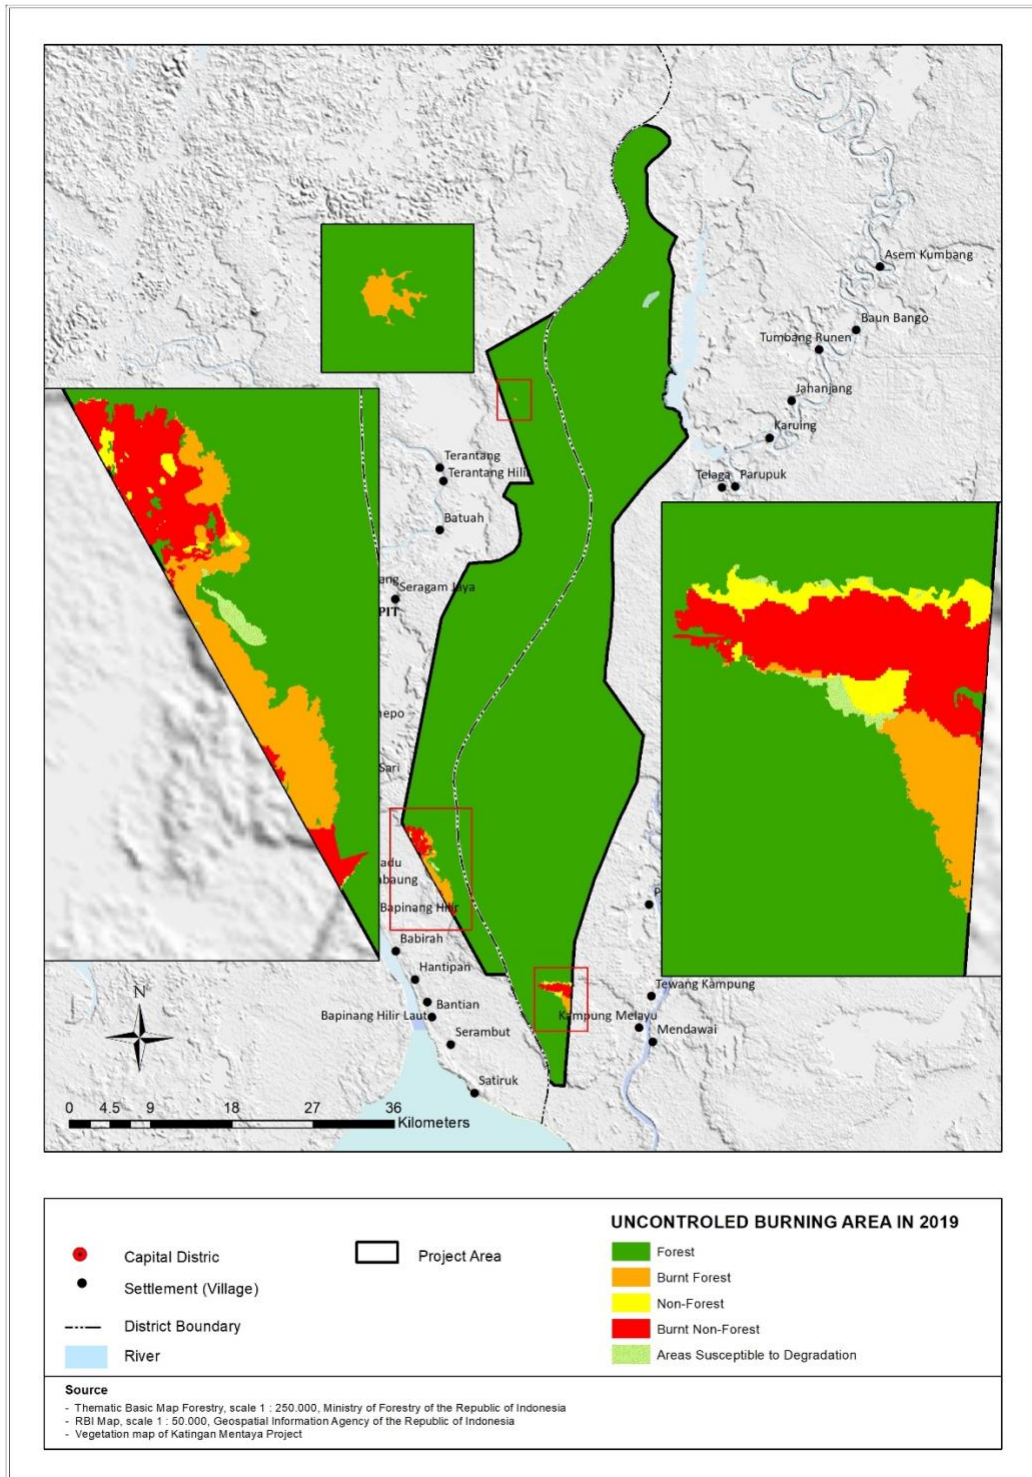 Asem Kumbang
Baun Bango
Tumbang Runen
Jahanjang
Karuing
Terantang
Terantang Hili
Telaga
Parupuk
Batuah
ang
Seragam Jaya
PIT
epo
Sari
adu
baung
Bapinang Hilir
Babirah
Hantipan
Tewang Kampung
Bantian
Bapinang Hilir Laut
Kampung Melayu
Mendawai
Serambut
Satiruk
N
0 4.5 9 18 27 36
Kilometers
UNCONTROLED BURNING AREA IN 2019
Capital Distric
Settlement (Village)
District Boundary
River
Project Area
Forest
Burnt Forest
Non-Forest
Burnt Non-Forest
Areas Susceptible to Degradation
Source
- Thematic Basic Map Forestry, scale 1 : 250.000, Ministry of Forestry of the Republic of Indonesia
- RBI Map, scale 1 : 50.000, Geospatial Information Agency of the Republic of Indonesia
- Vegetation map of Katingan Mentaya Project